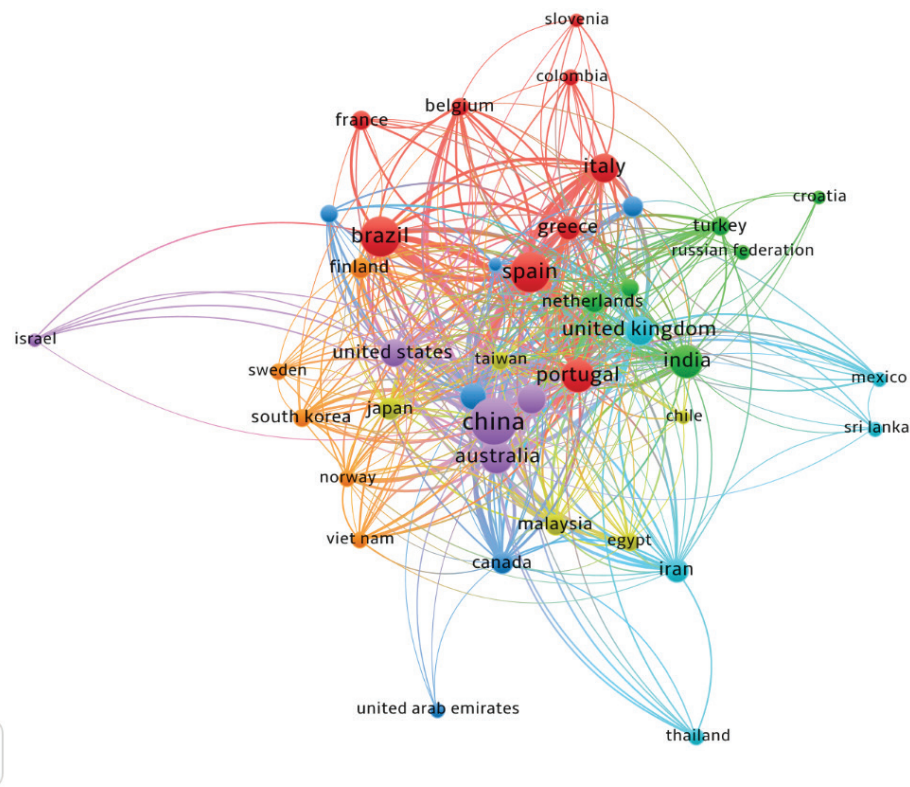 slovenia
colombia
belgium
france
italy
croatia
turkey
greece
brazil
russian federation
finland
spain
netherlands
united kingdom
israel
united states
taiwan
india
sweden
portugal
mexico
japan
south korea
chile
china
sri lanka
australia
norway
malaysia
viet nam
egypt
canada
iran
united arab emirates
thailand